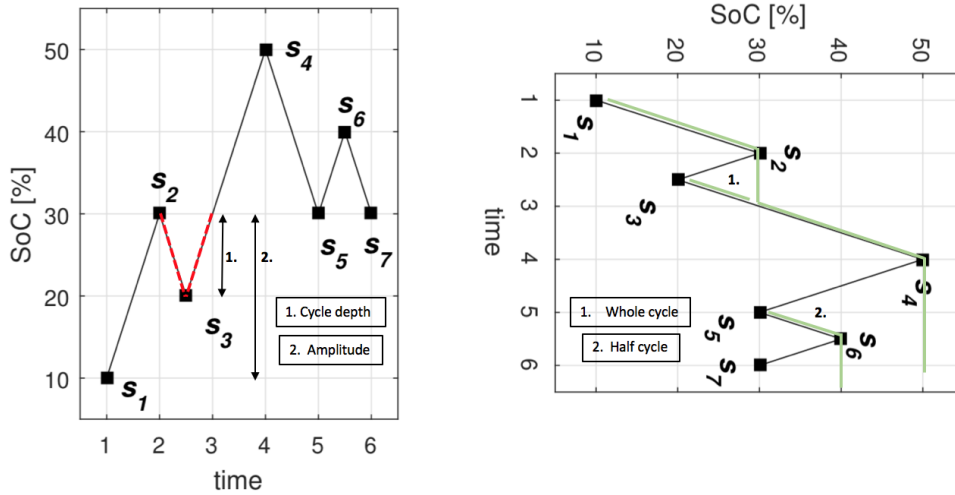 50
40
30
20
10
SoC [%]
s4
s6
s2
s5
s7
s3
s1
1.
2.
1. Cycle depth
2. Amplitude
1 2 3 4 5 6
time
SoC [%]
10 20 30 40 50
1
2
3
4
5
6
time
s1
s2
1.
s3
s4
1. Whole cycle
2.
s5
s6
2. Half cycle
s7